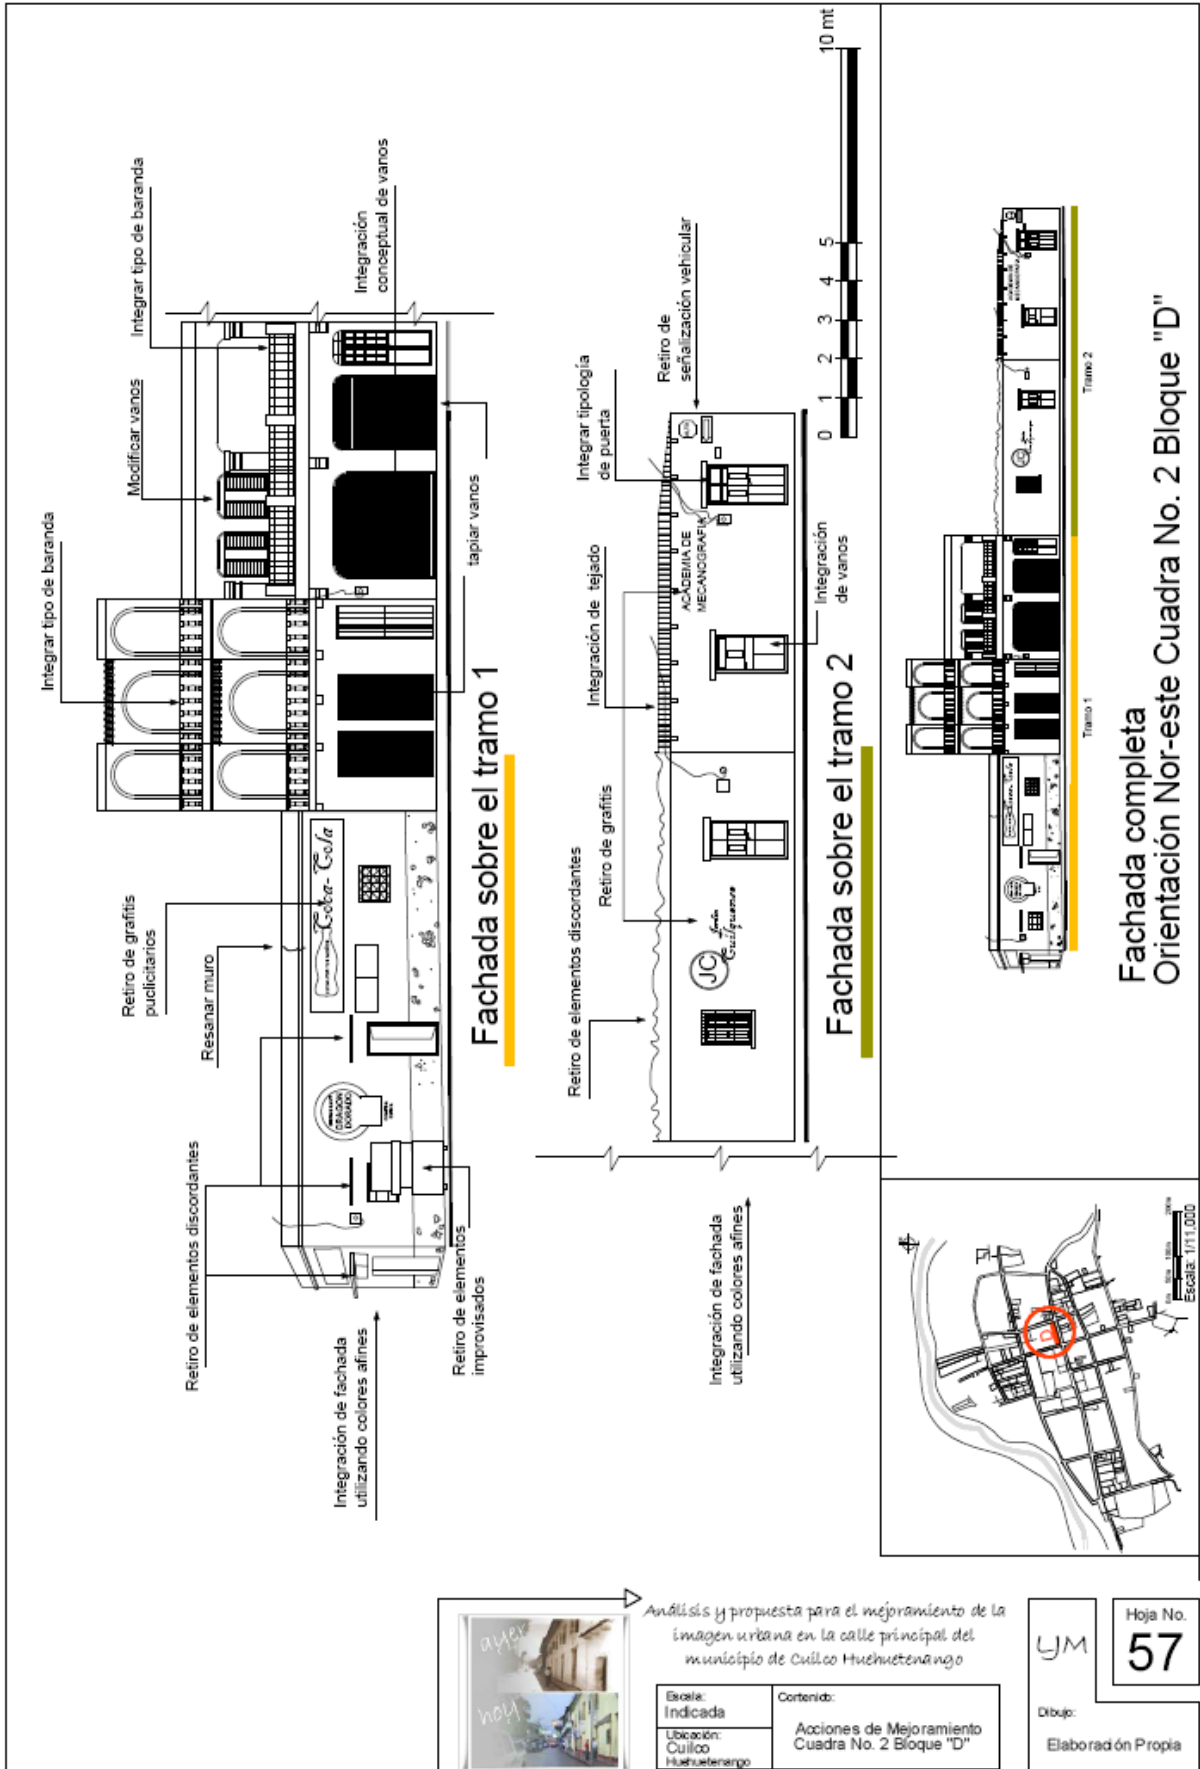 Integrar tipo de baranda
Modificar vanos
Integrar tipo de baranda
Integración
conceptual de vanos
tapiar vanos
Retiro de grafitis
puclicitarios
Resanar muro
Retiro de elementos discordantes
Integración de fachada
utilizando colores afines
Retiro de elementos
improvisados
Coca-Cola
DRAGON
DORADO
Fachada sobre el tramo 1
Retiro de elementos discordantes
Retiro de grafitis
Integración de tejado
Integrar tipología
de puerta
Retiro de
señalización vehicular
Integración
de vanos
Integración de fachada
utilizando colores afines
ACADEMIA DE
MECANOGRAFIA
JC
Fachada sobre el tramo 2
0 1 2 3 4 5 10 mt
Tramo 1
Tramo 2
Fachada completa
Orientación Nor-este Cuadra No. 2 Bloque "D"
D
Escala: 1/11,000
ayer
hoy
Análisis y propuesta para el mejoramiento de la
imagen urbana en la calle principal del
municipio de Cuilco Huehuetenango
Escala:
Indicada
Ubicación:
Cuilco
Huehuetenango
Contenido:
Acciones de Mejoramiento
Cuadra No. 2 Bloque "D"
YM
Hoja No.
57
Dibujo:
Elaboración Propia